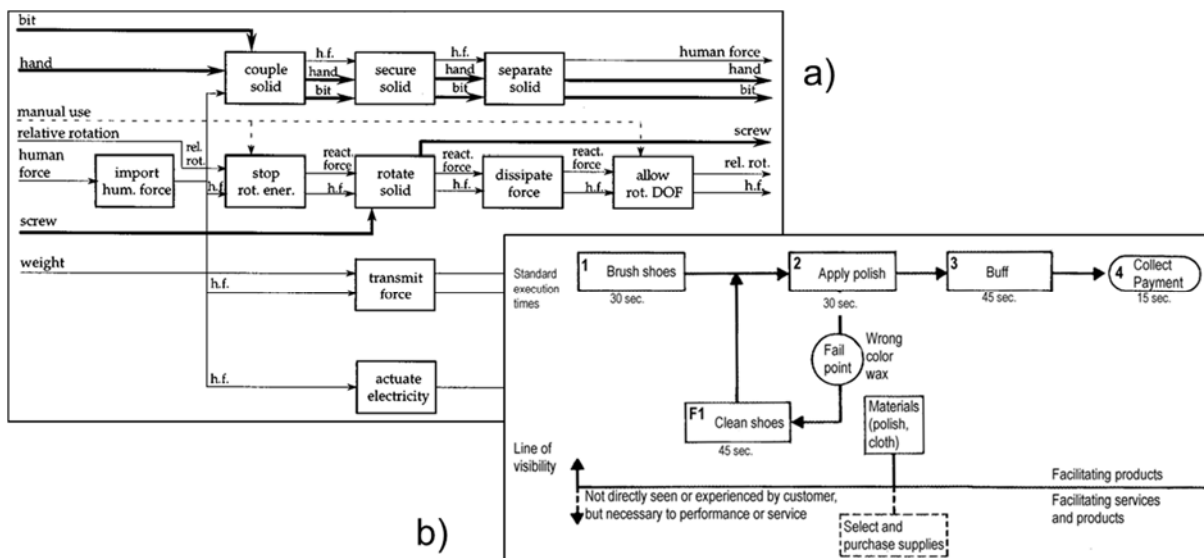 bit
hand
h.f.
hand
bit
couple
solid
h.f.
hand
bit
secure
solid
separate
solid
human force
hand
bit
a)
manual use
relative rotation
human
force
rel.
rot.
import
hum. force
h.f.
stop
rot. ener.
react.
force
h.f.
rotate
solid
react.
force
h.f.
dissipate
force
react.
force
h.f.
allow
rot. DOF
screw
rel. rot.
h.f.
screw
weight
h.f.
transmit
force
h.f.
actuate
electricity
b)
Standard
execution
times
1
Brush shoes
30 sec.
2
Apply polish
30 sec.
3
Buff
45 sec.
4
Collect
Payment
15 sec.
Fail
point
Wrong
color
wax
F1
Clean shoes
45 sec.
Materials
(polish,
cloth)
Line of
visibility
Facilitating products
Not directly seen or experienced by customer,
but necessary to performance or service
Facilitating services
and products
Select and
purchase supplies